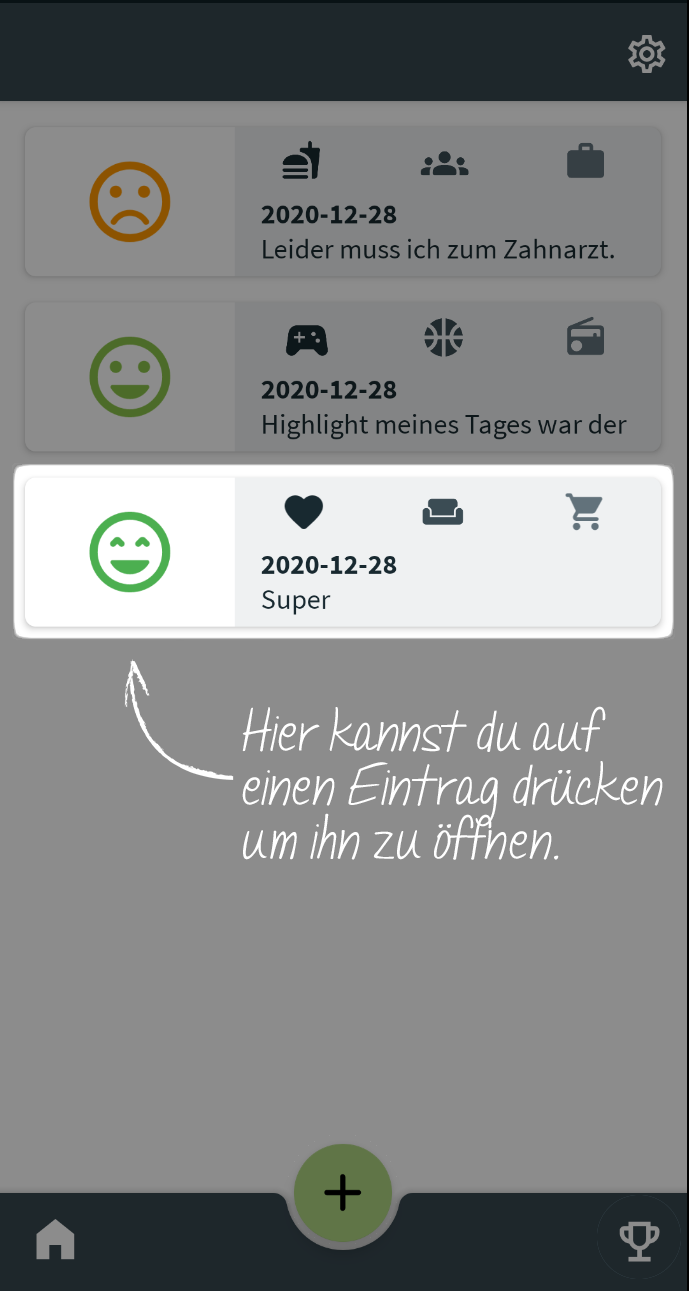 2020-12-28
Leider muss ich zum Zahnarzt.
2020-12-28
Highlight meines Tages war der
2020-12-28
Super
Hier kannst du auf
einen Eintrag drücken
um ihn zu öffnen.